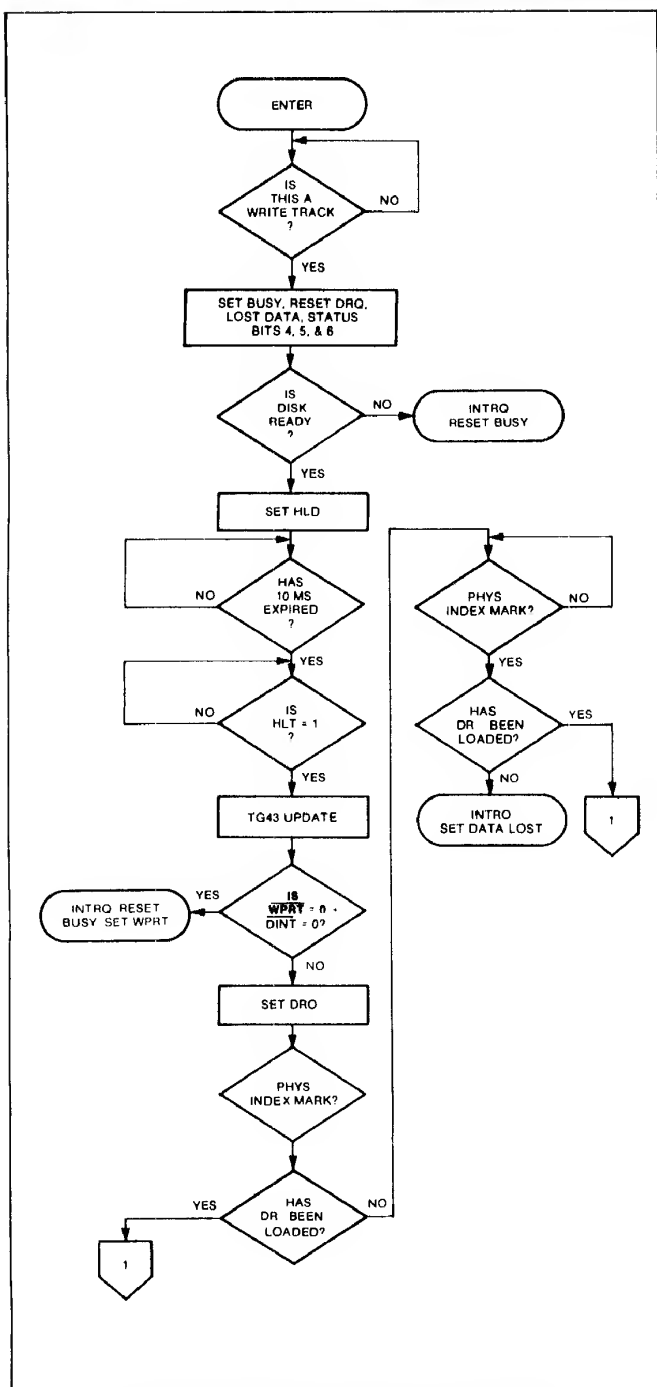 ENTER
IS
THIS A
WRITE TRACK
?
NO
YES
SET BUSY, RESET DRQ,
LOST DATA, STATUS
BITS 4, 5, & 6
IS
DISK
READY
?
NO
INTRQ
RESET BUSY
YES
SET HLD
HAS
10 MS
EXPIRED
?
NO
YES
IS
HLT = 1
?
NO
YES
TG43 UPDATE
IS
WPRT = 0 +
DINT = 0?
YES
INTRQ RESET
BUSY SET WPRT
NO
SET DRO
PHYS
INDEX MARK?
HAS
DR BEEN
LOADED?
YES
1
NO
PHYS
INDEX MARK?
NO
YES
HAS
DR BEEN
LOADED?
YES
1
NO
INTRO
SET DATA LOST